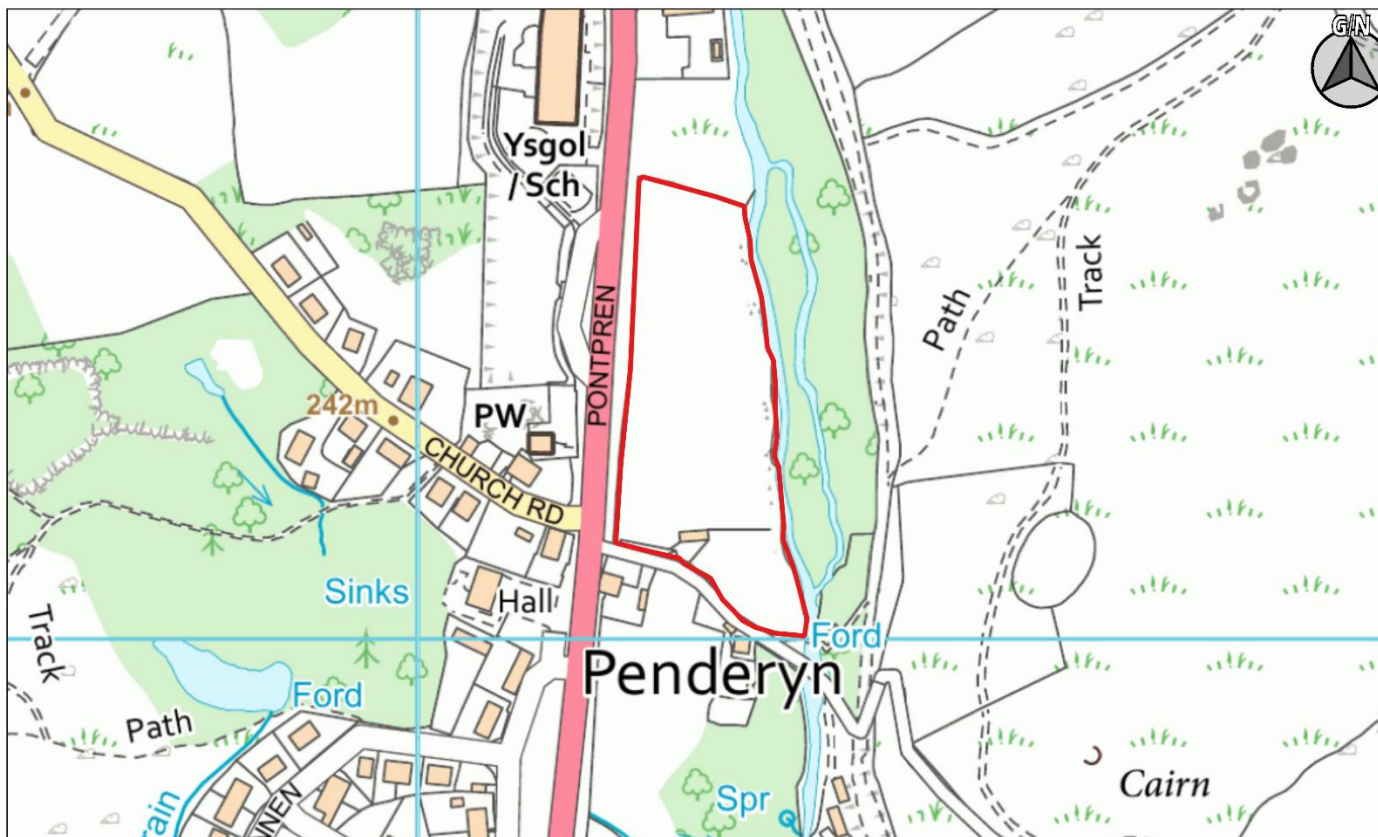 G/N
Ysgol
/ Sch
Path
Track
PONTPREN
242m
PW
CHURCH RD
Sinks
Hall
Track
Ford
Penderyn
Ford
Path
Spr
Cairn